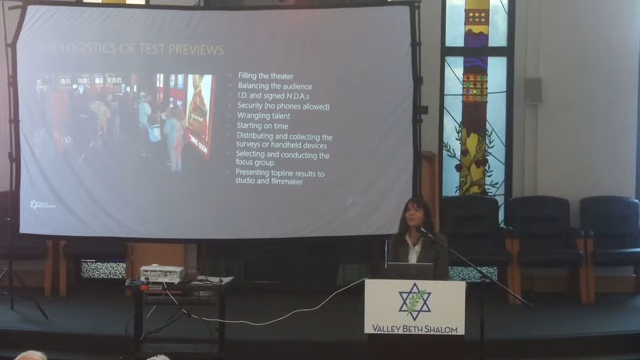 THE LOGISTICS OF TEST PREVIEWS
Filling the theater
Balancing the audience
I.D. and signed N.D.A.s
Security (no phones allowed)
Wrangling talent
Starting on time
Distributing and collecting the
surveys or handheld devices
Selecting and conducting the
focus group
Presenting topline results to
studio and filmmaker
VALLEY BETH SHALOM